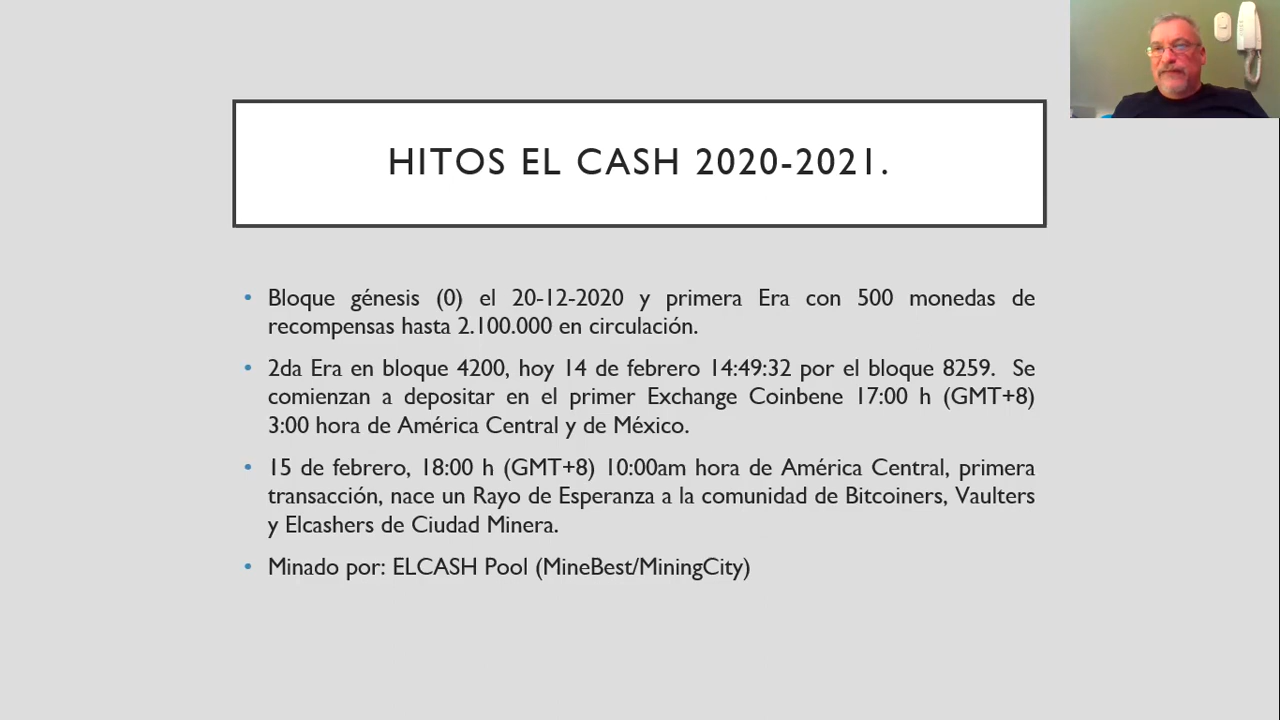 HITOS EL CASH 2020-2021.
• Bloque génesis (0) el 20-12-2020 y primera Era con 500 monedas de
recompensas hasta 2.100.000 en circulación.
• 2da Era en bloque 4200, hoy 14 de febrero 14:49:32 por el bloque 8259. Se
comienzan a depositar en el primer Exchange Coinbene 17:00 h (GMT+8)
3:00 hora de América Central y de México.
• 15 de febrero, 18:00 h (GMT+8) 10:00am hora de América Central, primera
transacción, nace un Rayo de Esperanza a la comunidad de Bitcoiners, Vaulters
y Elcashers de Ciudad Minera.
• Minado por: ELCASH Pool (MineBest/MiningCity)